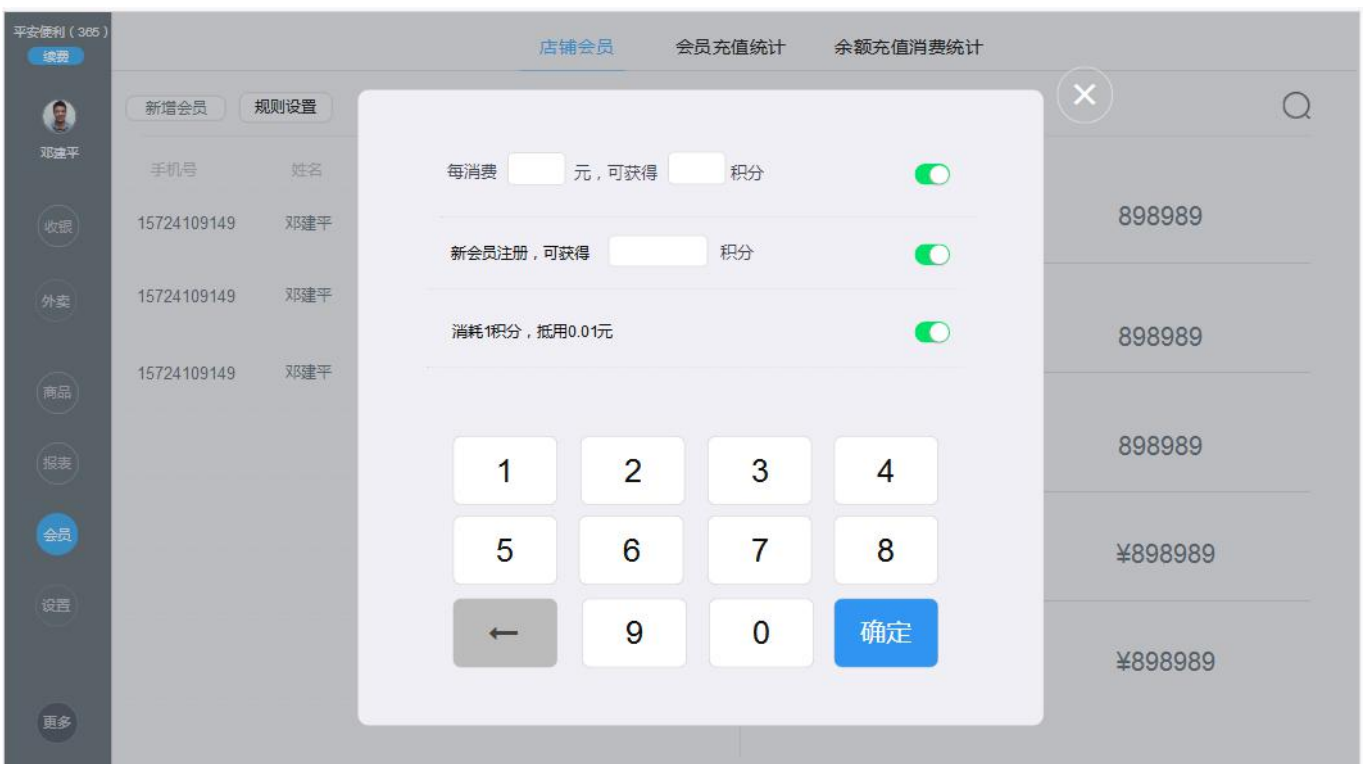 平安便利（365）
续费
店铺会员 会员充值统计 余额充值消费统计
新增会员 规则设置
邓建平
手机号 姓名
每消费 元，可获得 积分
15724109149 邓建平
898989
收银
新会员注册，可获得 积分
15724109149 邓建平
外卖
消耗1积分，抵用0.01元
898989
15724109149 邓建平
商品
898989
报表
1 2 3 4
会员
5 6 7 8
¥898989
设置
← 9 0 确定
¥898989
更多